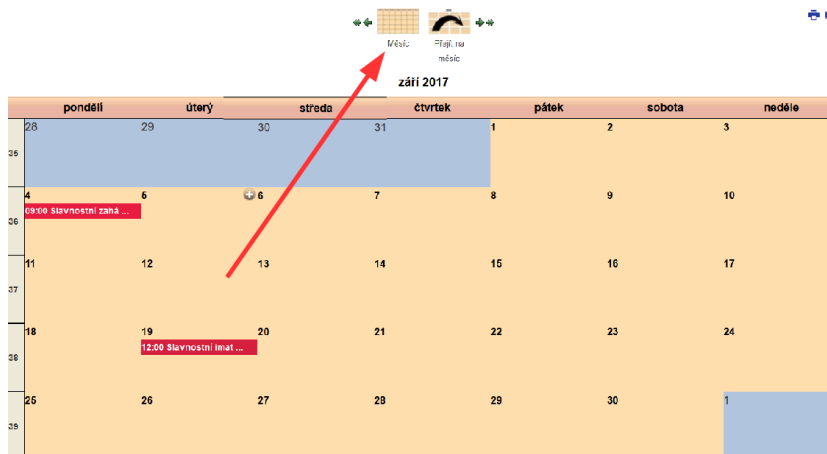 Měsíc
Přejít na
měsíc
září 2017
pondělí úterý středa čtvrtek pátek sobota neděle
35 28 29 30 31 1 2 3
36 4 5 6 7 8 9 10
09:00 Slavnostní zahá ...
37 11 12 13 14 15 16 17
38 18 19 20 21 22 23 24
12:00 Slavnostní imat ...
39 25 26 27 28 29 30 1